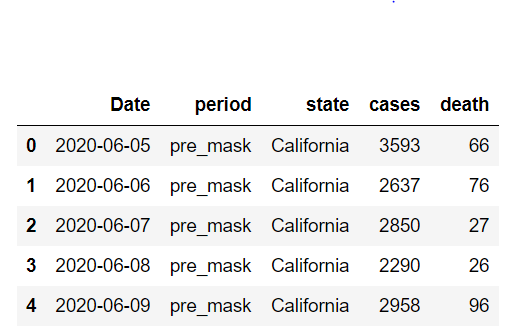 Date period state cases death
0 2020-06-05 pre_mask California 3593 66
1 2020-06-06 pre_mask California 2637 76
2 2020-06-07 pre_mask California 2850 27
3 2020-06-08 pre_mask California 2290 26
4 2020-06-09 pre_mask California 2958 96